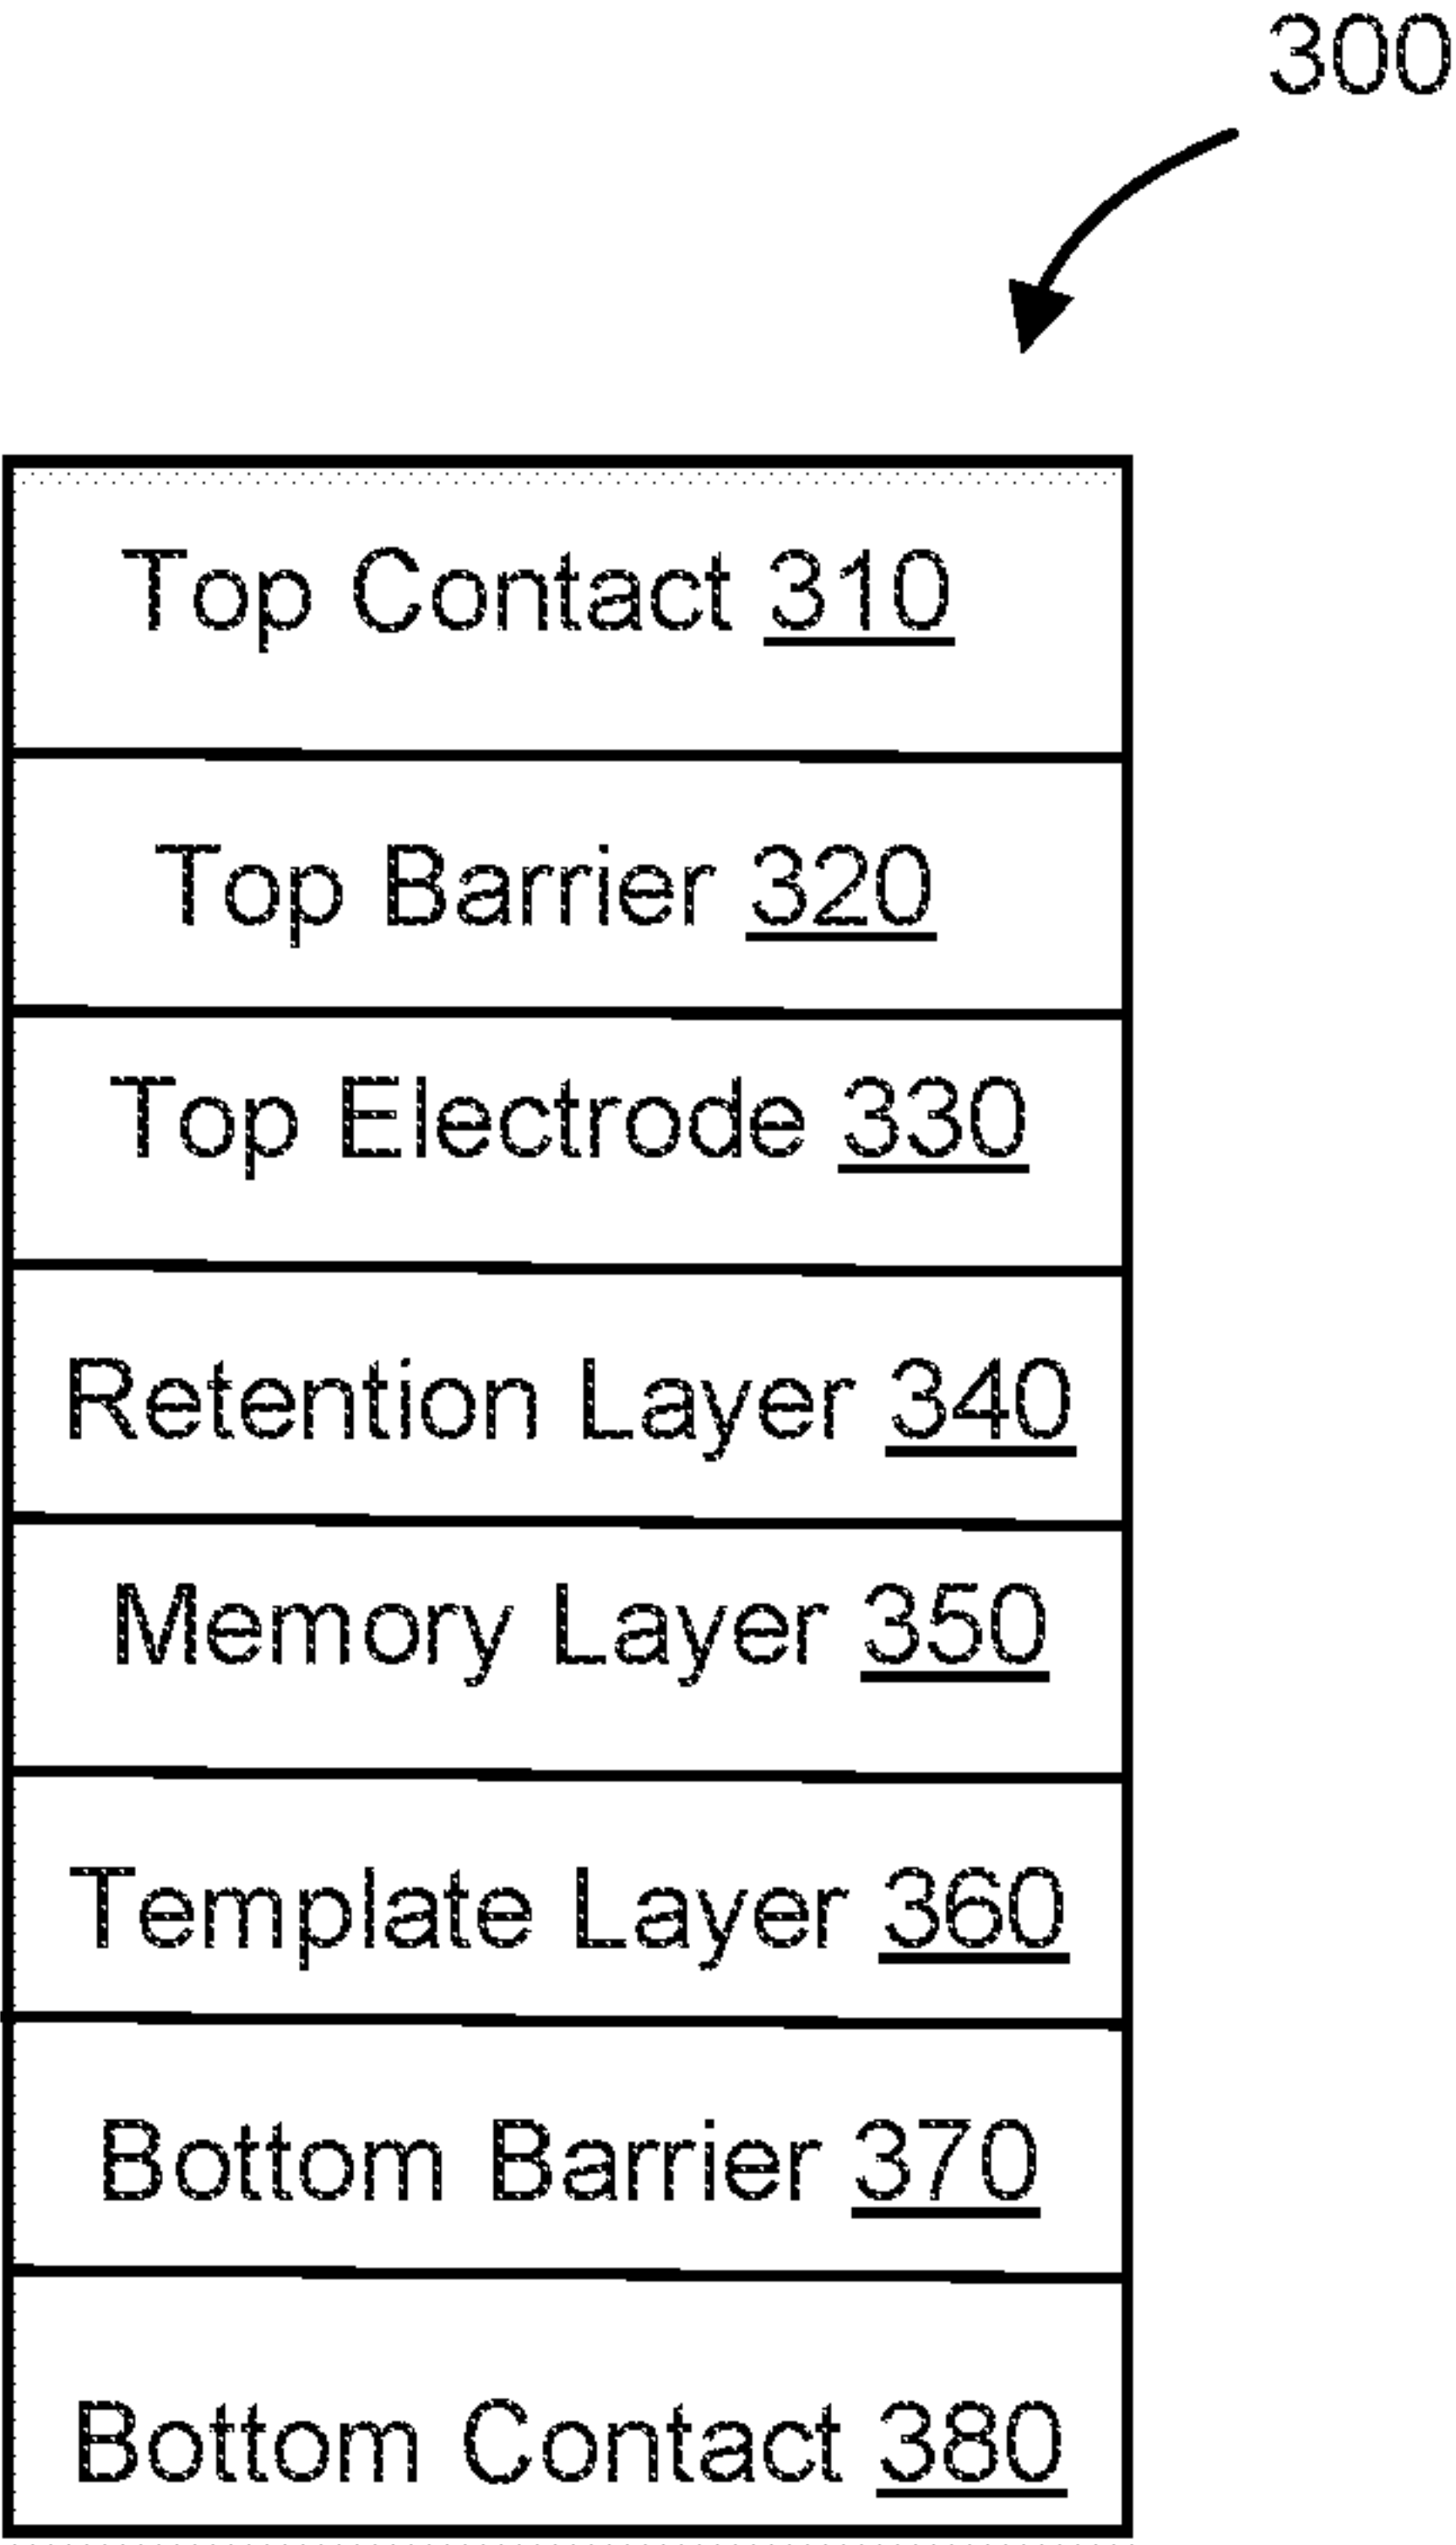 300
Top Contact 310
Top Barrier 320
Top Electrode 330
Retention Layer 340
Memory Layer 350
Template Layer 360
Bottom Barrier 370
Bottom Contact 380